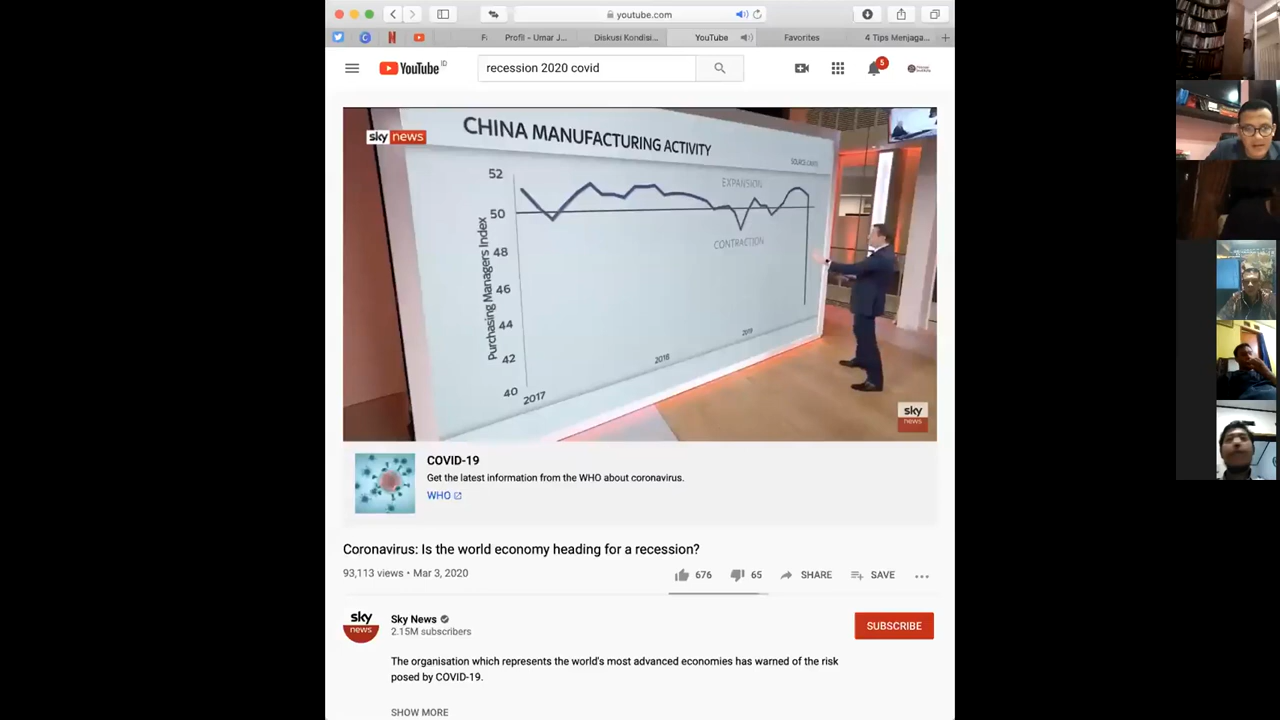 youtube.com
Profil - Umar J...
Diskusi Kondisi...
YouTube
Favorites
4 Tips Menjaga...
YouTube ID
recession 2020 covid
5
sky news
CHINA MANUFACTURING ACTIVITY
52
EXPANSION
50
CONTRACTION
48
46
44
42
40
Purchasing Managers Index
2017
2018
2019
sky
news
COVID-19
Get the latest information from the WHO about coronavirus.
WHO
Coronavirus: Is the world economy heading for a recession?
93,113 views • Mar 3, 2020
676
65
SHARE
SAVE
sky
news
Sky News
2.15M subscribers
SUBSCRIBE
The organisation which represents the world's most advanced economies has warned of the risk
posed by COVID-19.
SHOW MORE